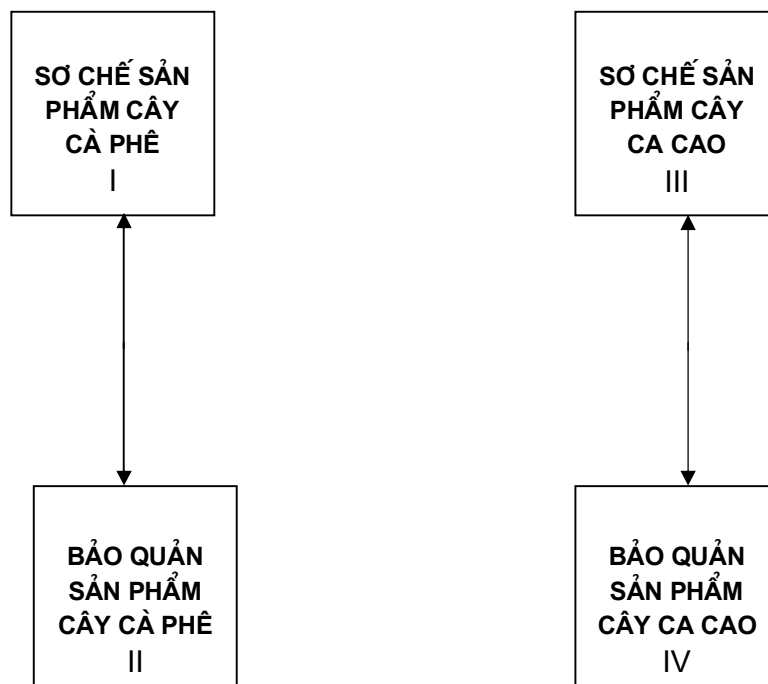 SƠ CHẾ SẢN
PHẨM CÂY
CÀ PHÊ
I
SƠ CHẾ SẢN
PHẨM CÂY
CA CAO
III
BẢO QUẢN
SẢN PHẨM
CÂY CÀ PHÊ
II
BẢO QUẢN
SẢN PHẨM
CÂY CA CAO
IV